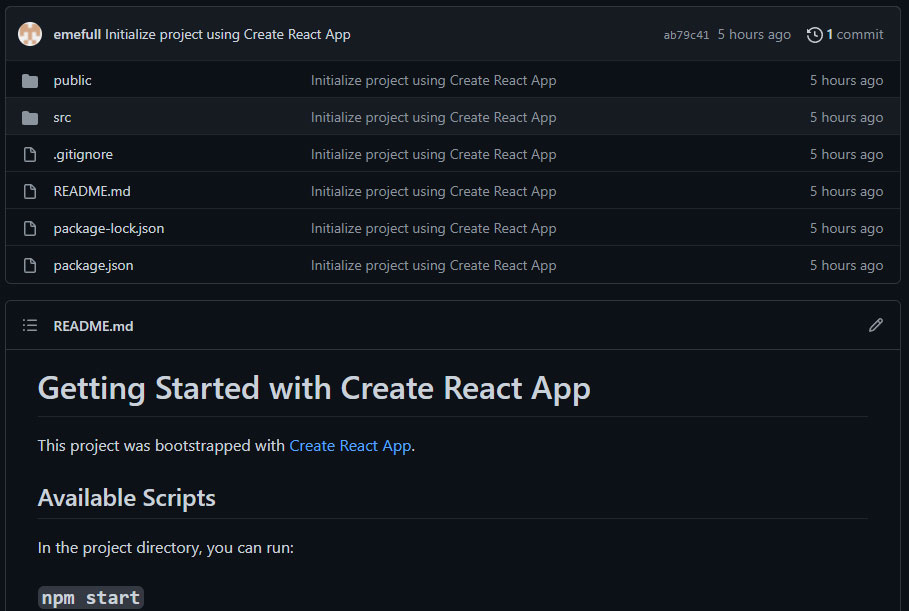 emefull Initialize project using Create React App ab79c41 5 hours ago 1 commit
public Initialize project using Create React App 5 hours ago
src Initialize project using Create React App 5 hours ago
.gitignore Initialize project using Create React App 5 hours ago
README.md Initialize project using Create React App 5 hours ago
package-lock.json Initialize project using Create React App 5 hours ago
package.json Initialize project using Create React App 5 hours ago
README.md
Getting Started with Create React App
This project was bootstrapped with Create React App.
Available Scripts
In the project directory, you can run:
npm start